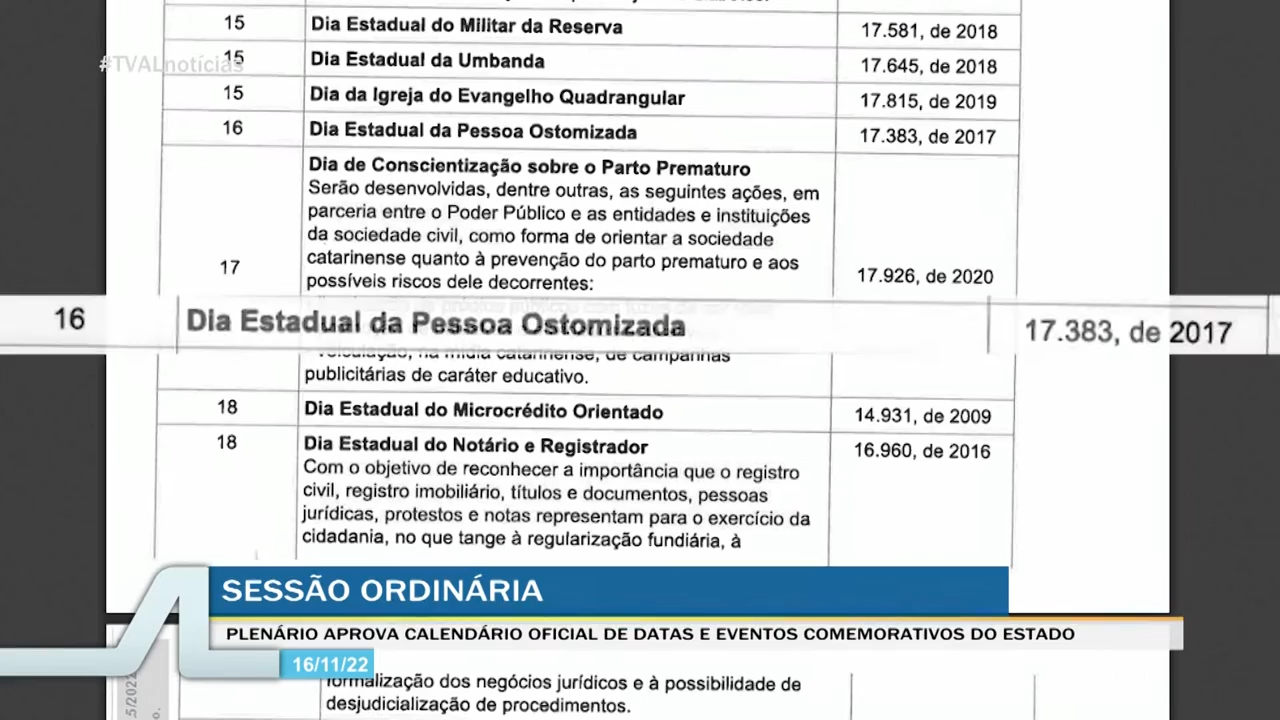 15 Dia Estadual do Militar da Reserva 17.581, de 2018
#TVALnotícias
15 Dia Estadual da Umbanda 17.645, de 2018
15 Dia da Igreja do Evangelho Quadrangular 17.815, de 2019
16 Dia Estadual da Pessoa Ostomizada 17.383, de 2017
Dia de Conscientização sobre o Parto Prematuro
Serão desenvolvidas, dentre outras, as seguintes ações, em
parceria entre o Poder Público e as entidades e instituições
da sociedade civil, como forma de orientar a sociedade
catarinense quanto à prevenção do parto prematuro e aos
17 possíveis riscos dele decorrentes: 17.926, de 2020
16 Dia Estadual da Pessoa Ostomizada 17.383, de 2017
veiculação, na mídia catarinense, de campanhas
publicitárias de caráter educativo.
18 Dia Estadual do Microcrédito Orientado 14.931, de 2009
18 Dia Estadual do Notário e Registrador 16.960, de 2016
Com o objetivo de reconhecer a importância que o registro
civil, registro imobiliário, títulos e documentos, pessoas
jurídicas, protestos e notas representam para o exercício da
cidadania, no que tange à regularização fundiária, à
SESSÃO ORDINÁRIA
PLENÁRIO APROVA CALENDÁRIO OFICIAL DE DATAS E EVENTOS COMEMORATIVOS DO ESTADO
16/11/22
formalização dos negócios jurídicos e à possibilidade de
desjudicialização de procedimentos.